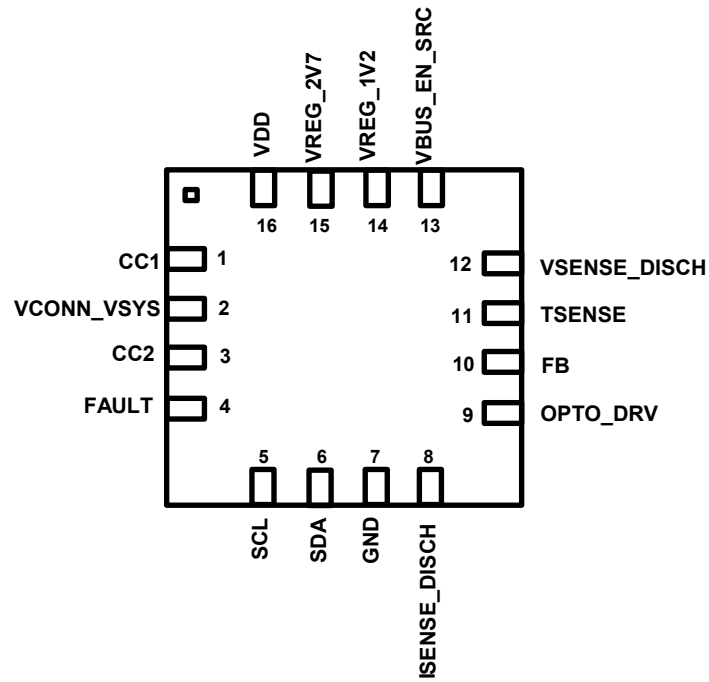 VDD
VREG_2V7
VREG_1V2
VBUS_EN_SRC
16
15
14
13
CC1
1
VCONN_VSYS
2
CC2
3
FAULT
4
12
VSENSE_DISCH
11
TSENSE
10
FB
9
OPTO_DRV
5
6
7
8
SCL
SDA
GND
ISENSE_DISCH